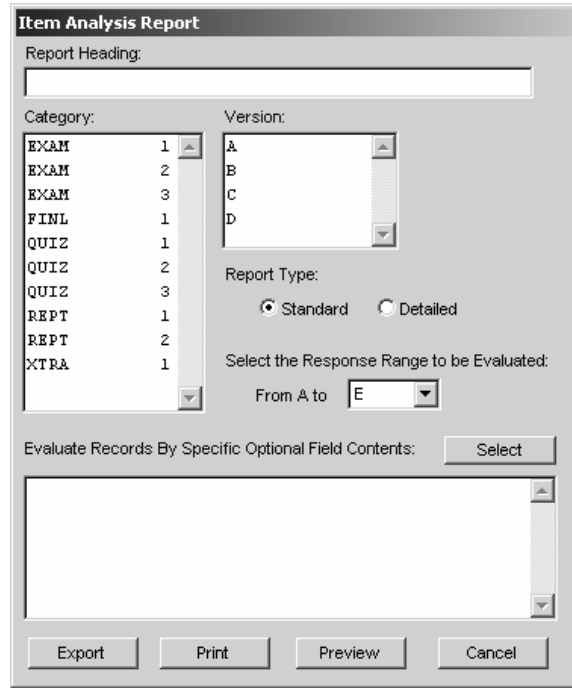 Item Analysis Report
Report Heading:
Category:
EXAM 1
EXAM 2
EXAM 3
FINL 1
QUIZ 1
QUIZ 2
QUIZ 3
REPT 1
REPT 2
XTRA 1
Version:
A
B
C
D
Report Type:
Standard Detailed
Select the Response Range to be Evaluated:
From A to E
Evaluate Records By Specific Optional Field Contents: Select
Export Print Preview Cancel